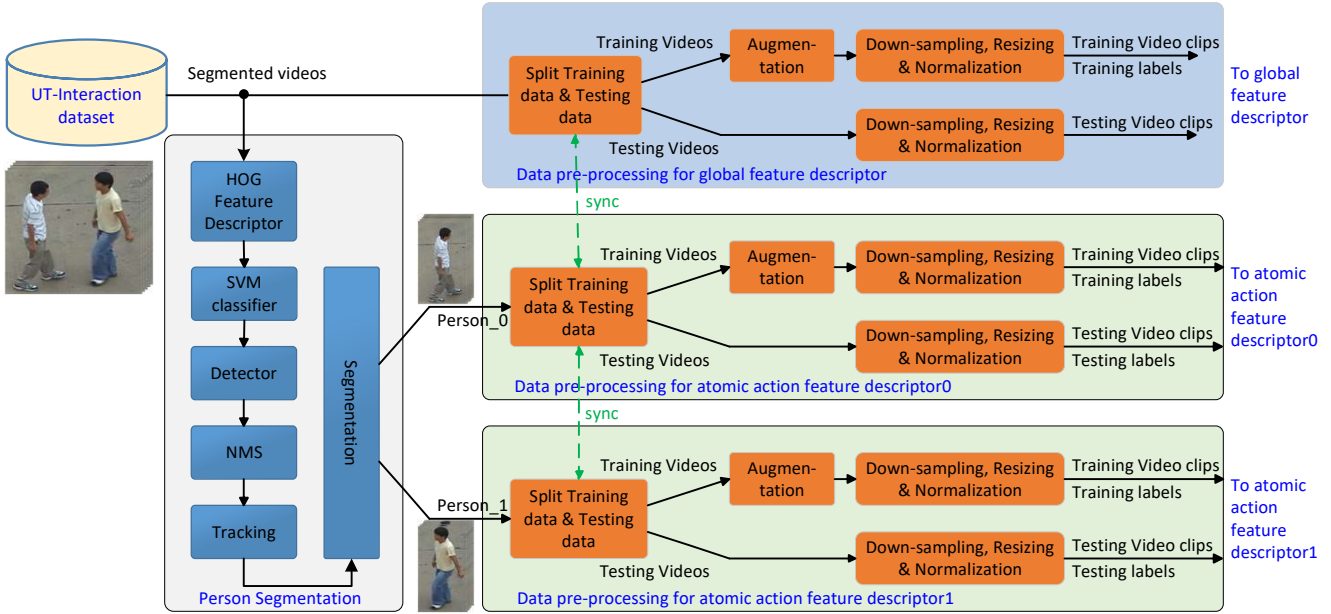 UT-Interaction
dataset
Segmented videos
HOG
Feature
Descriptor
SVM
classifier
Detector
NMS
Tracking
Segmentation
Person Segmentation
Person_0
Person_1
Split Training
data & Testing
data
Training Videos
Testing Videos
Augmen-
tation
Down-sampling, Resizing
& Normalization
Down-sampling, Resizing
& Normalization
Training Video clips
Training labels
Testing Video clips
To global
feature
descriptor
Data pre-processing for global feature descriptor
sync
Split Training
data & Testing
data
Training Videos
Testing Videos
Augmen-
tation
Down-sampling, Resizing
& Normalization
Down-sampling, Resizing
& Normalization
Training Video clips
Training labels
Testing Video clips
Testing labels
To atomic
action
feature
descriptor0
Data pre-processing for atomic action feature descriptor0
sync
Split Training
data & Testing
data
Training Videos
Testing Videos
Augmen-
tation
Down-sampling, Resizing
& Normalization
Down-sampling, Resizing
& Normalization
Training Video clips
Training labels
Testing Video clips
Testing labels
To atomic
action
feature
descriptor1
Data pre-processing for atomic action feature descriptor1